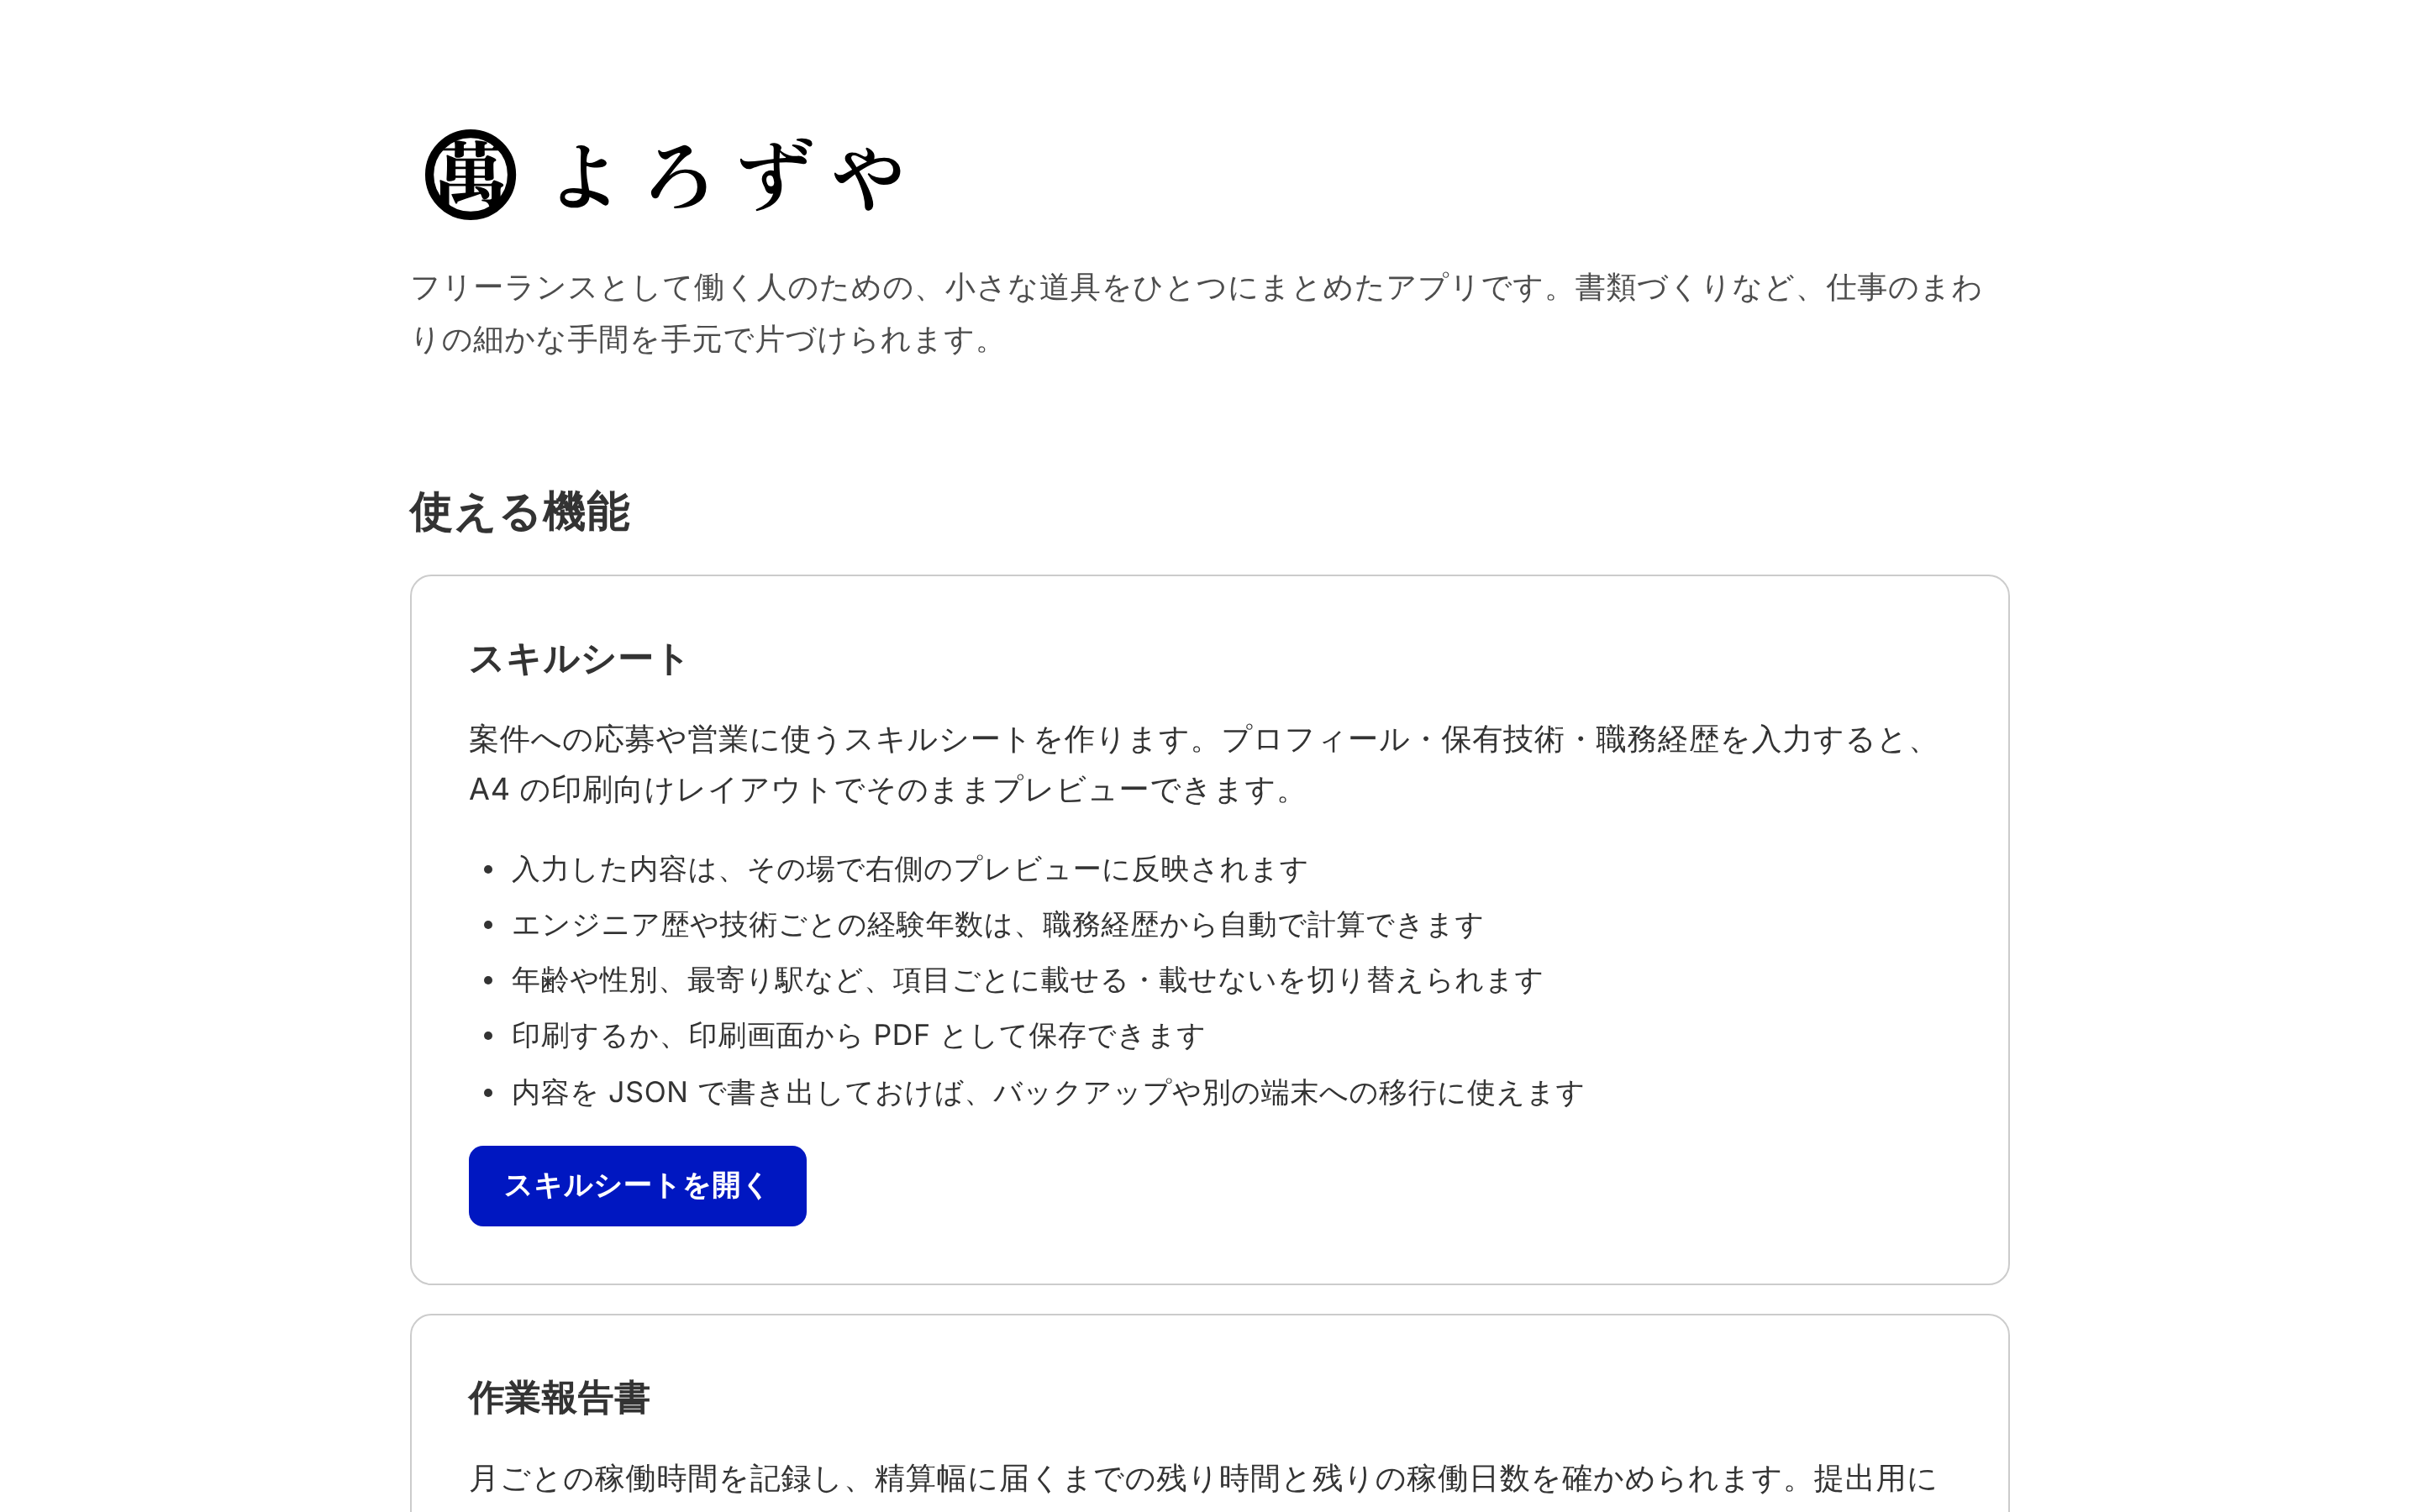 萬 よろずや
フリーランスとして働く人のための、小さな道具をひとつにまとめたアプリです。書類づくりなど、仕事のまわ
りの細かな手間を手元で片づけられます。
使える機能
スキルシート
案件への応募や営業に使うスキルシートを作ります。プロフィール・保有技術・職務経歴を入力すると、
A4 の印刷向けレイアウトでそのままプレビューできます。
• 入力した内容は、その場で右側のプレビューに反映されます
• エンジニア歴や技術ごとの経験年数は、職務経歴から自動で計算できます
• 年齢や性別、最寄り駅など、項目ごとに載せる・載せないを切り替えられます
• 印刷するか、印刷画面から PDF として保存できます
• 内容を JSON で書き出しておけば、バックアップや別の端末への移行に使えます
スキルシートを開く
作業報告書
月ごとの稼働時間を記録し、精算幅に届くまでの残り時間と残りの稼働日数を確かめられます。提出用に